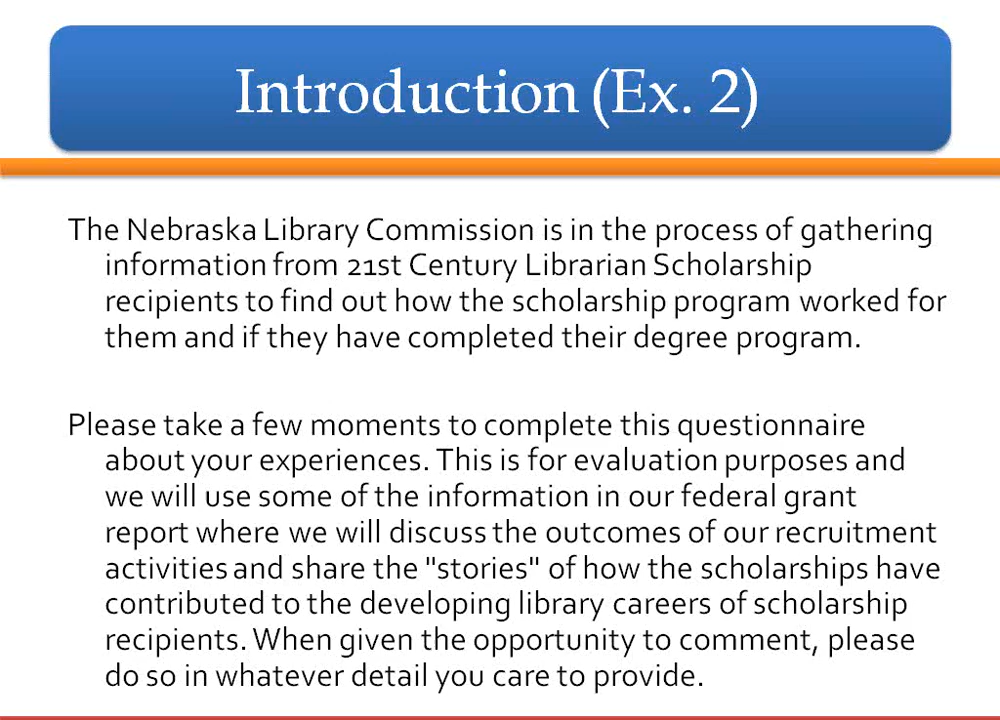 Introduction (Ex. 2)
The Nebraska Library Commission is in the process of gathering
information from 21st Century Librarian Scholarship
recipients to find out how the scholarship program worked for
them and if they have completed their degree program.
Please take a few moments to complete this questionnaire
about your experiences. This is for evaluation purposes and
we will use some of the information in our federal grant
report where we will discuss the outcomes of our recruitment
activities and share the "stories" of how the scholarships have
contributed to the developing library careers of scholarship
recipients. When given the opportunity to comment, please
do so in whatever detail you care to provide.